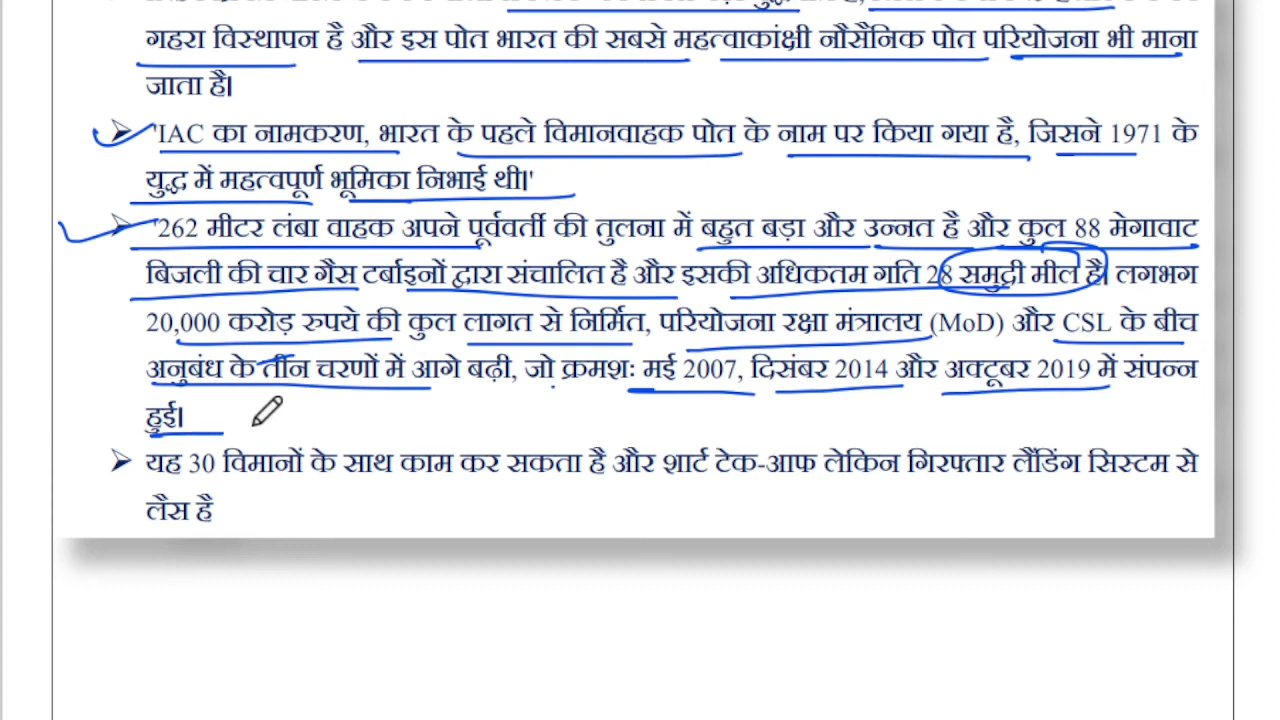 गहरा विस्थापन है और इस पोत भारत की सबसे महत्वाकांक्षी नौसैनिक पोत परियोजना भी माना
जाता है।
➢ 'IAC का नामकरण, भारत के पहले विमानवाहक पोत के नाम पर किया गया है, जिसने 1971 के
युद्ध में महत्वपूर्ण भूमिका निभाई थी।'
➢ '262 मीटर लंबा वाहक अपने पूर्ववर्ती की तुलना में बहुत बड़ा और उन्नत है और कुल 88 मेगावाट
बिजली की चार गैस टर्बाइनों द्वारा संचालित है और इसकी अधिकतम गति 28 समुद्री मील है। लगभग
20,000 करोड़ रुपये की कुल लागत से निर्मित, परियोजना रक्षा मंत्रालय (MoD) और CSL के बीच
अनुबंध के तीन चरणों में आगे बढ़ी, जो क्रमशः मई 2007, दिसंबर 2014 और अक्टूबर 2019 में संपन्न
हुई।
➢ यह 30 विमानों के साथ काम कर सकता है और शार्ट टेक-आफ लेकिन गिरफ्तार लैंडिंग सिस्टम से
लैस है